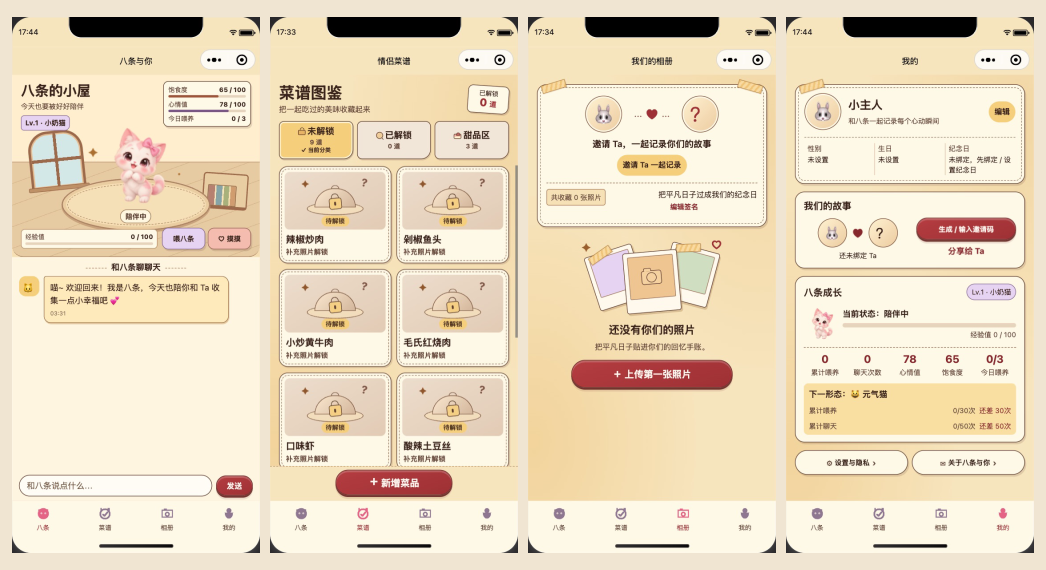 17:44
八条与你
八条的小屋
今天也要被好好陪伴
Lv.1 · 小奶猫
饱食度 65 / 100
心情值 78 / 100
今日喂养 0 / 3
陪伴中
经验值 0 / 100
喂八条
♡ 摸摸
和八条聊聊天
喵~ 欢迎回来！我是八条，今天也陪你和 Ta 收
集一点小幸福吧 💕
03:31
和八条说点什么...
发送
八条
菜谱
相册
我的
17:33
情侣菜谱
菜谱图鉴
把一起吃过的美味收藏起来
已解锁
0 道
未解锁
9 道
✓ 当前分类
已解锁
0 道
甜品区
3 道
?
待解锁
辣椒炒肉
补充照片解锁
?
待解锁
剁椒鱼头
补充照片解锁
?
待解锁
小炒黄牛肉
补充照片解锁
?
待解锁
毛氏红烧肉
补充照片解锁
?
待解锁
口味虾
补充照片解锁
?
待解锁
酸辣土豆丝
补充照片解锁
+ 新增菜品
八条
菜谱
相册
我的
17:34
我们的相册
... ♥ ...
?
邀请 Ta，一起记录你们的故事
邀请 Ta 一起记录
共收藏 0 张照片
把平凡日子过成我们的纪念日
编辑签名
还没有你们的照片
把平凡日子贴进你们的回忆手账。
+ 上传第一张照片
八条
菜谱
相册
我的
17:44
我的
小主人
和八条一起记录每个心动瞬间
编辑
性别
未设置
生日
未设置
纪念日
未绑定，先绑定 / 设
置纪念日
我们的故事
?
还未绑定 Ta
生成 / 输入邀请码
分享给 Ta
八条成长
Lv.1 · 小奶猫
当前状态：陪伴中
经验值 0 / 100
0
累计喂养
0
聊天次数
78
心情值
65
饱食度
0/3
今日喂养
下一形态：😺 元气猫
累计喂养 0/30次 还差 30次
累计聊天 0/50次 还差 50次
⚙ 设置与隐私 ›
✉ 关于八条与你 ›
八条
菜谱
相册
我的